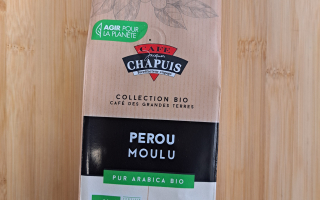 AGIR POUR
LA PLANÈTE
CAFÉ
CHAPUIS
COLLECTION BIO
CAFÉ DES GRANDES TERRES
PEROU
MOULU
PUR ARABICA BIO